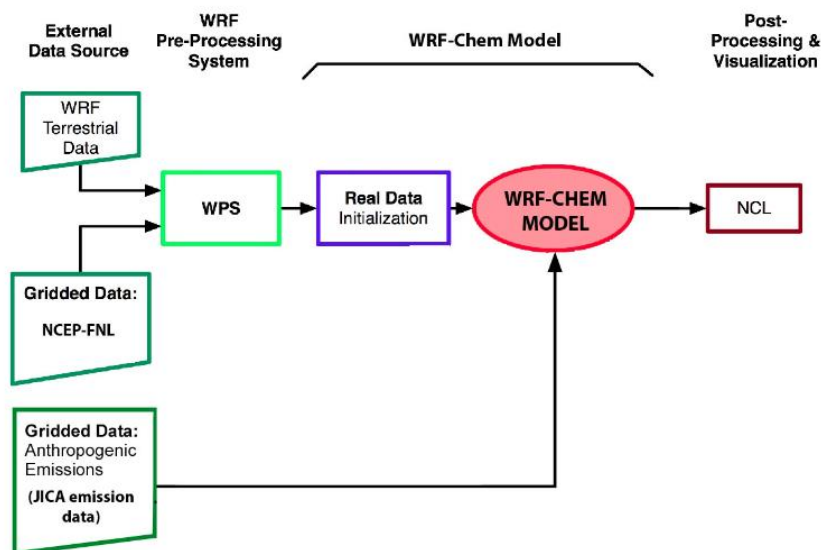 External
Data Source
WRF
Pre-Processing
System
WRF-Chem Model
Post-
Processing &
Visualization
WRF
Terrestrial
Data
WPS
Real Data
Initialization
WRF-CHEM
MODEL
NCL
Gridded Data:
NCEP-FNL
Gridded Data:
Anthropogenic
Emissions
(JICA emission
data)